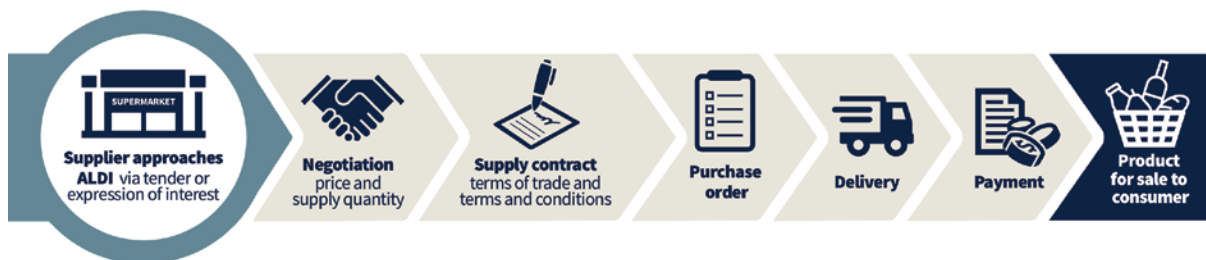 SUPERMARKET
Supplier approaches
ALDI via tender or
expression of interest
Negotiation
price and
supply quantity
Supply contract
terms of trade and
terms and conditions
Purchase
order
Delivery
Payment
Product
for sale to
consumer